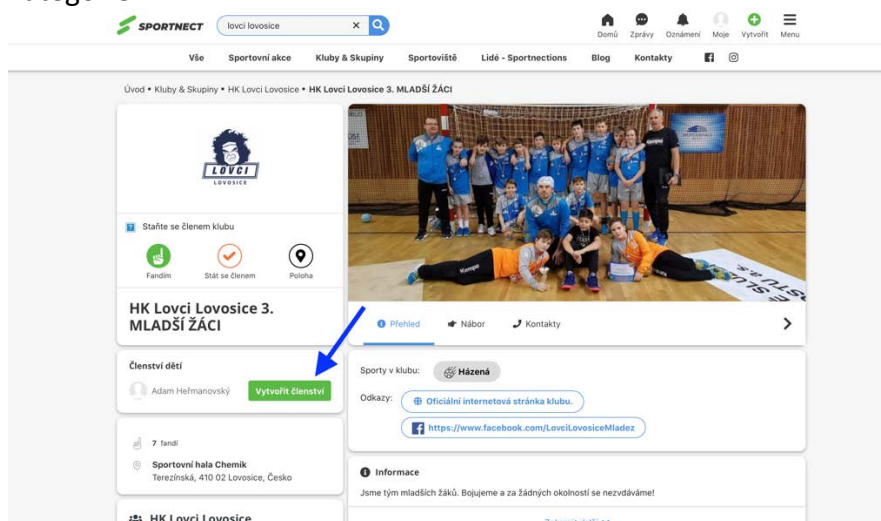 SPORTNECT
lovci lovosice
Domů
Zprávy
Oznámení
Moje
Vytvořit
Menu
Vše
Sportovní akce
Kluby & Skupiny
Sportoviště
Lidé - Sportnections
Blog
Kontakty
Úvod • Kluby & Skupiny • HK Lovci Lovosice • HK Lovci Lovosice 3. MLADŠÍ ŽÁCI
LOVCI
LOVOSICE
Staňte se členem klubu
Fandím
Stát se členem
Poloha
HK Lovci Lovosice 3.
MLADŠÍ ŽÁCI
Přehled
Nábor
Kontakty
Členství dětí
Adam Heřmanovský
Vytvořit členství
7 fandí
Sportovní hala Chemik
Terezínská, 410 02 Lovosice, Česko
HK Lovci Lovosice
Sporty v klubu:
Házená
Odkazy:
Oficiální internetová stránka klubu.
https://www.facebook.com/LovciLovosiceMladez
Informace
Jsme tým mladších žáků. Bojujeme a za žádných okolností se nezvdáváme!